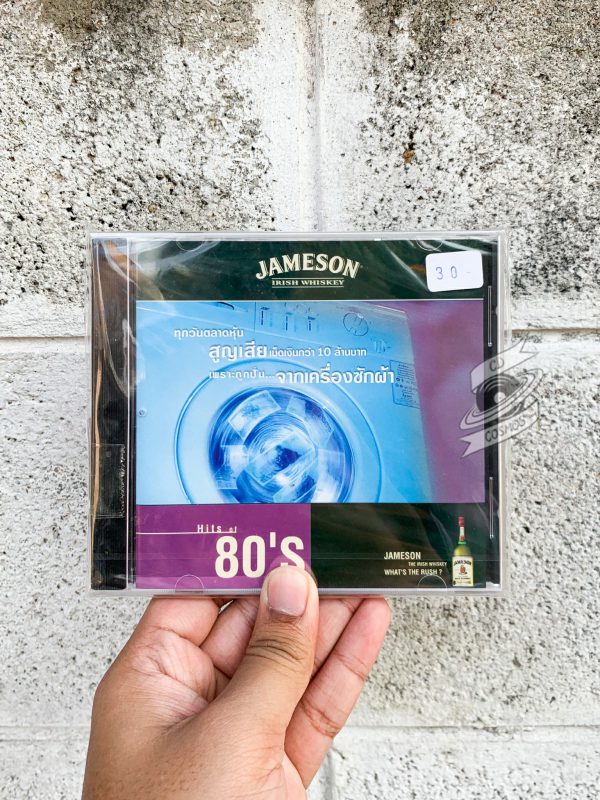 JAMESON
IRISH WHISKEY
30.-
ทุกวันตลาดหุ้น
สูญเสีย เม็ดเงินกว่า 10 ล้านบาท
เพราะถูกปั่น... จากเครื่องซักผ้า
CD
COSMOS
Hits of
80'S
JAMESON
THE IRISH WHISKEY
WHAT'S THE RUSH ?
JAMESON